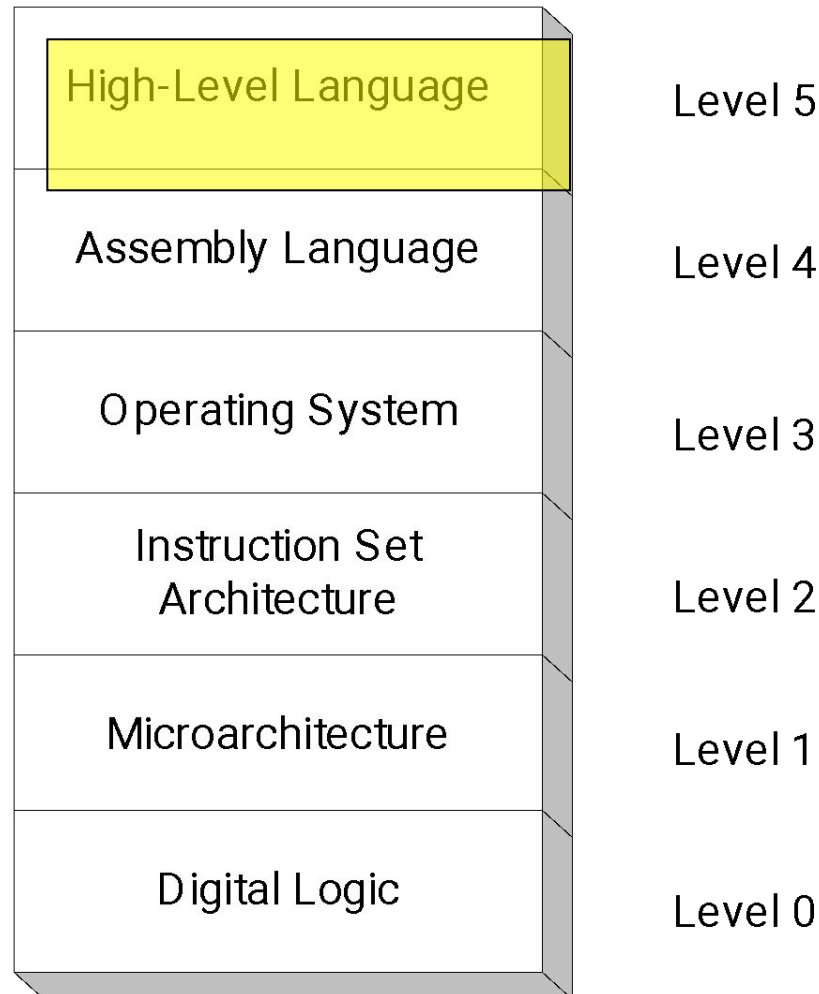 High-Level Language
Level 5
Assembly Language
Level 4
Operating System
Level 3
Instruction Set
Architecture
Level 2
Microarchitecture
Level 1
Digital Logic
Level 0